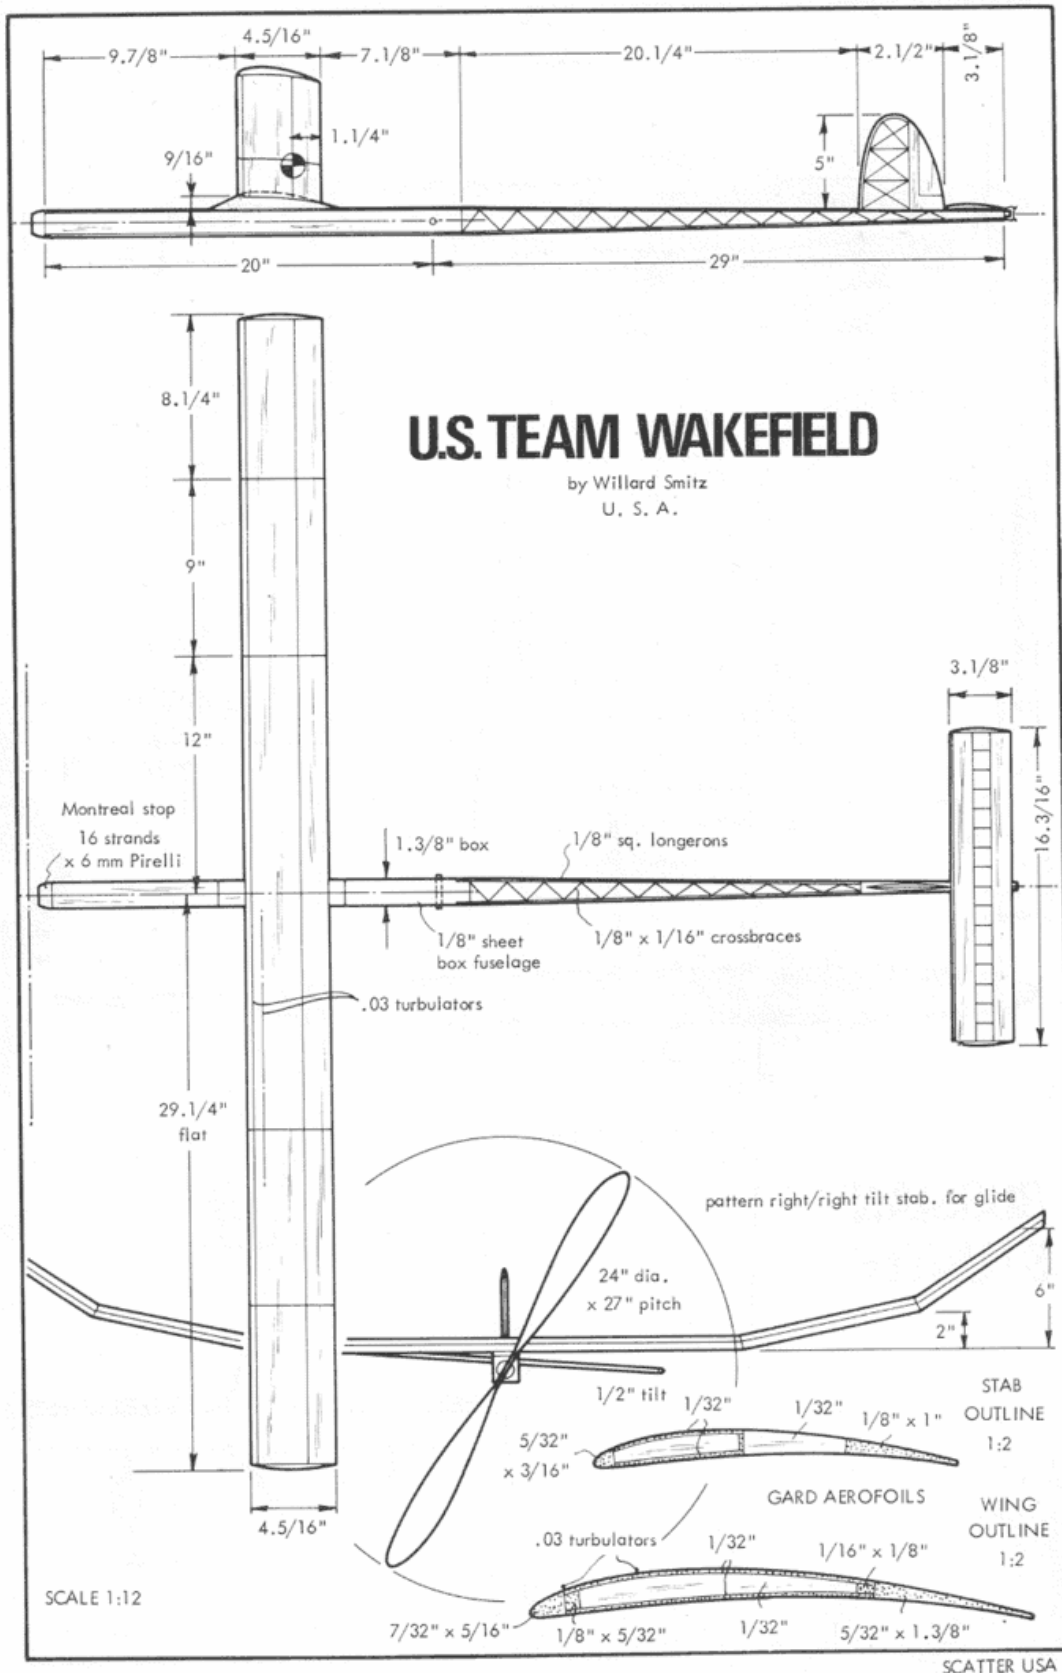 4.5/16"
9.7/8"
7.1/8"
20.1/4"
2.1/2"
3.1/8"
1.1/4"
9/16"
5"
20"
29"
8.1/4"
U.S. TEAM WAKEFIELD
by Willard Smitz
U. S. A.
9"
12"
3.1/8"
16.3/16"
Montreal stop
16 strands
x 6 mm Pirelli
1.3/8" box
1/8" sq. longerons
1/8" sheet
box fuselage
1/8" x 1/16" crossbraces
.03 turbulators
29.1/4"
flat
pattern right/right tilt stab. for glide
24" dia.
x 27" pitch
6"
2"
1/2" tilt
STAB
OUTLINE
1:2
1/32"
1/32"
1/8" x 1"
5/32"
x 3/16"
GARD AEROFOILS
WING
OUTLINE
1:2
4.5/16"
.03 turbulators
1/32"
1/16" x 1/8"
SCALE 1:12
7/32" x 5/16"
1/8" x 5/32"
1/32"
5/32" x 1.3/8"
SCATTER USA